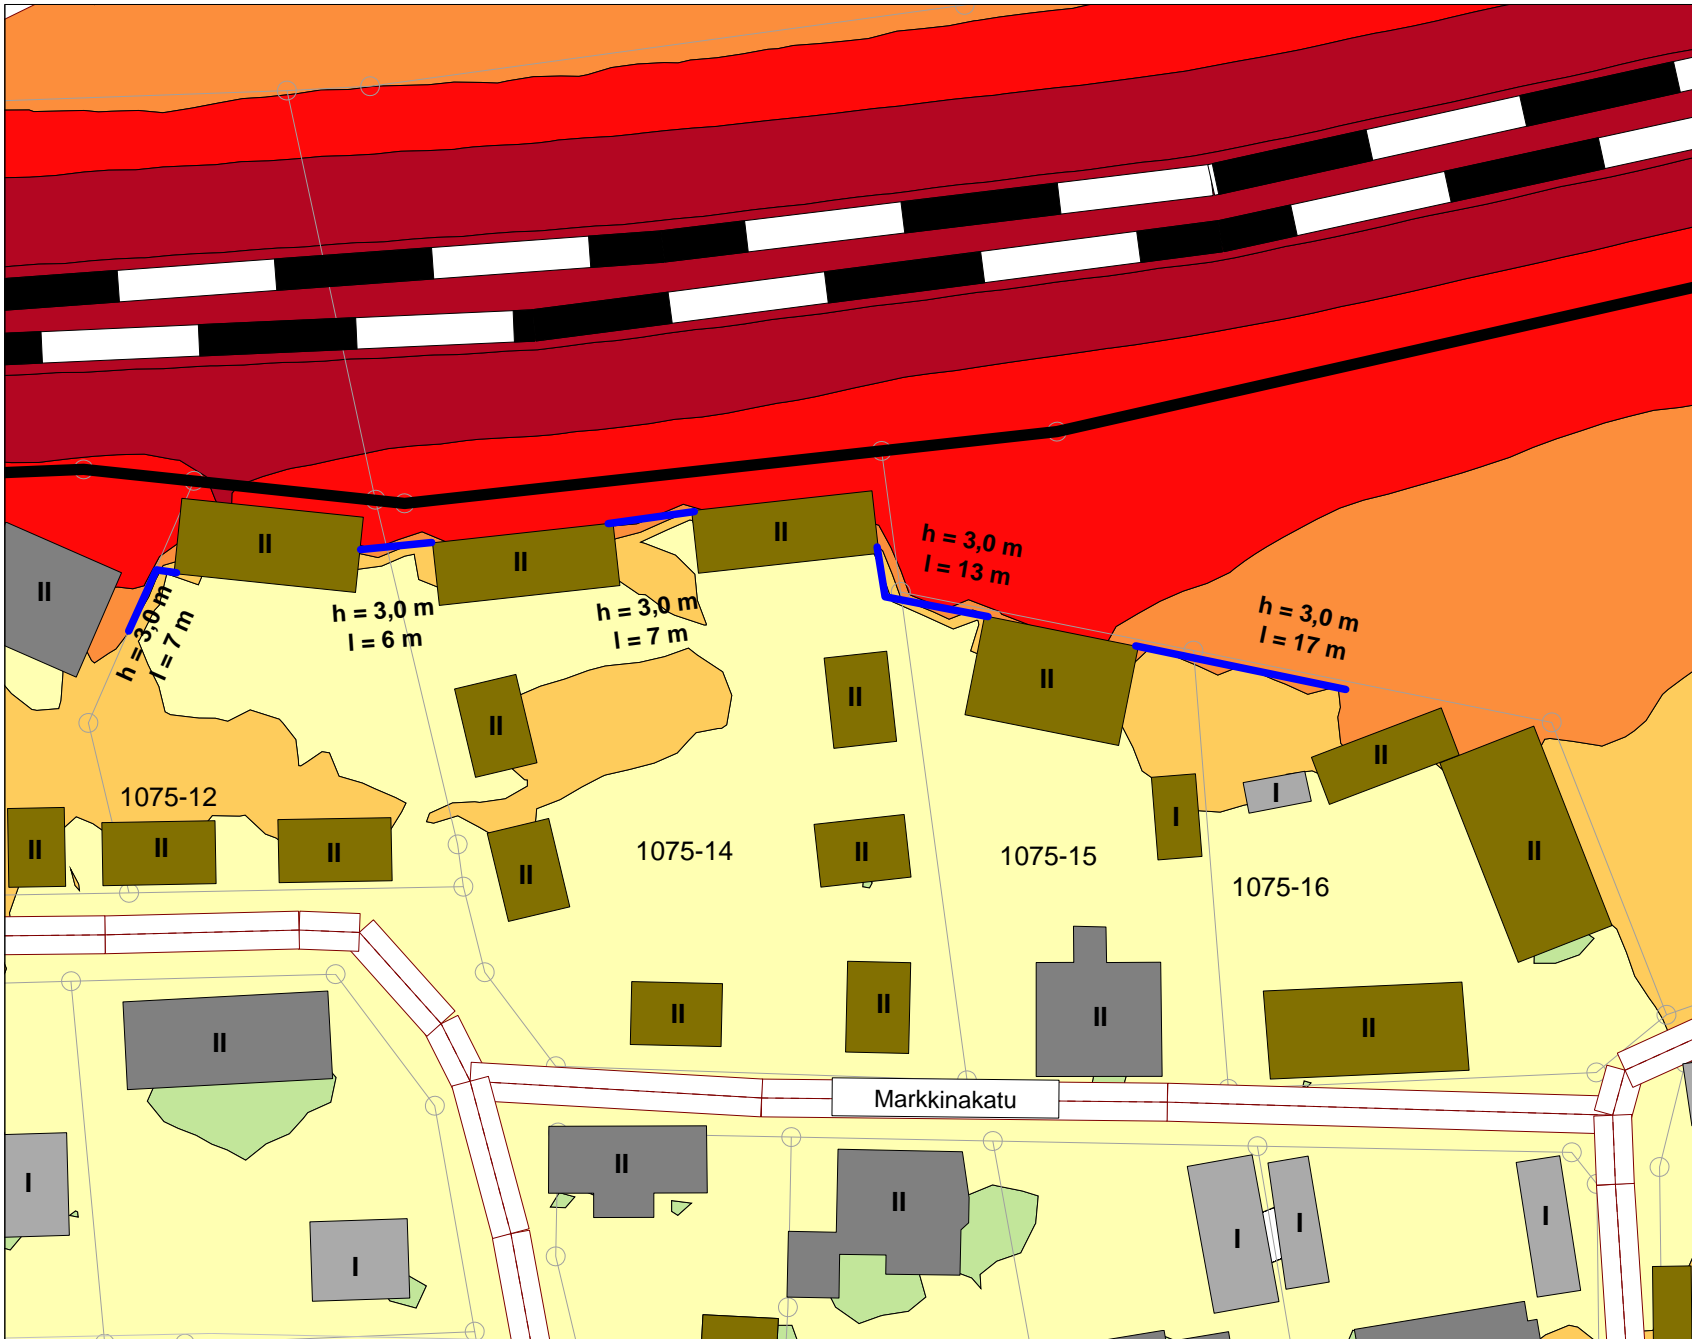 II
II
II
II
h = 3,0 m
l = 13 m
h = 3,0 m
l = 7 m
h = 3,0 m
l = 6 m
h = 3,0 m
l = 7 m
h = 3,0 m
l = 17 m
II
II
II
II
1075-12
I
I
II
II
II
II
II
II
1075-14
II
1075-15
1075-16
II
II
II
II
II
II
Markkinakatu
II
I
II
I
I
I
I